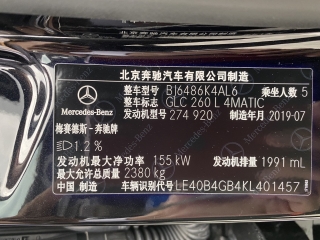 北京奔驰汽车有限公司制造
整车型号 BJ6486K4AL6 乘坐人数 5
整车标志 GLC 260 L 4MATIC
发动机型号 274 920 制造年月 2019-07
Mercedes-Benz
梅赛德斯-奔驰牌
1.2 %
发动机最大净功率 155 kW 发动机排量 1991 mL
最大允许总质量 2380 kg
中国制造 车辆识别代号 LE40B4GB4KL401457